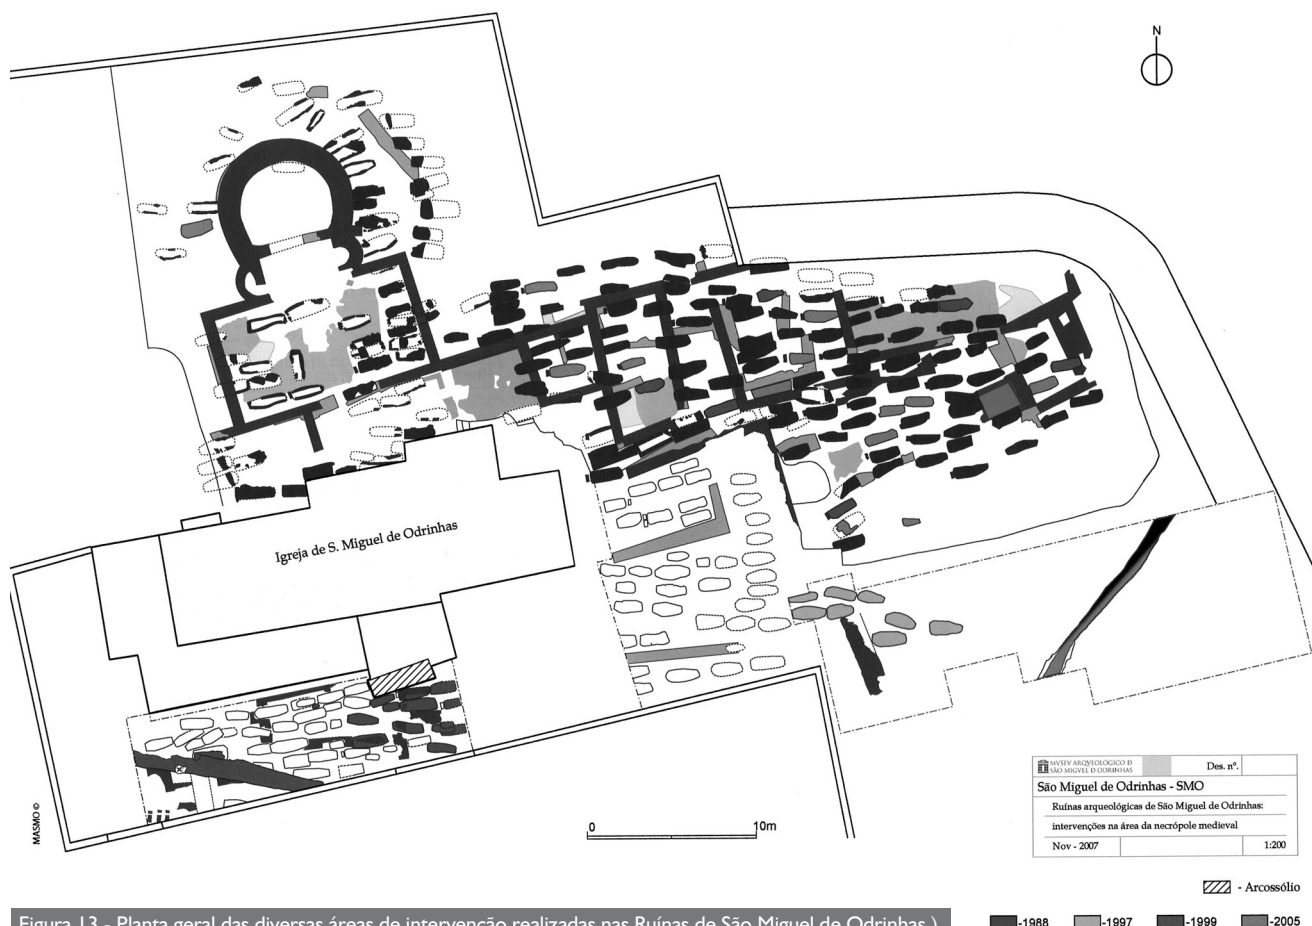 N
Igreja de S. Miguel de Odrinhas
MASMO ©
0 10m
MVSEV ARQVEOLÓGICO D
SÃO MIGVEL D ODRINHAS
Des. nº.
São Miguel de Odrinhas - SMO
Ruínas arqueológicas de São Miguel de Odrinhas:
intervenções na área da necrópole medieval
Nov - 2007 1:200
- Arcossólio
Figura 13 - Planta geral das diversas áreas de intervenção realizadas nas Ruínas de São Miguel de Odrinhas )
-1988 -1997 -1999 -2005